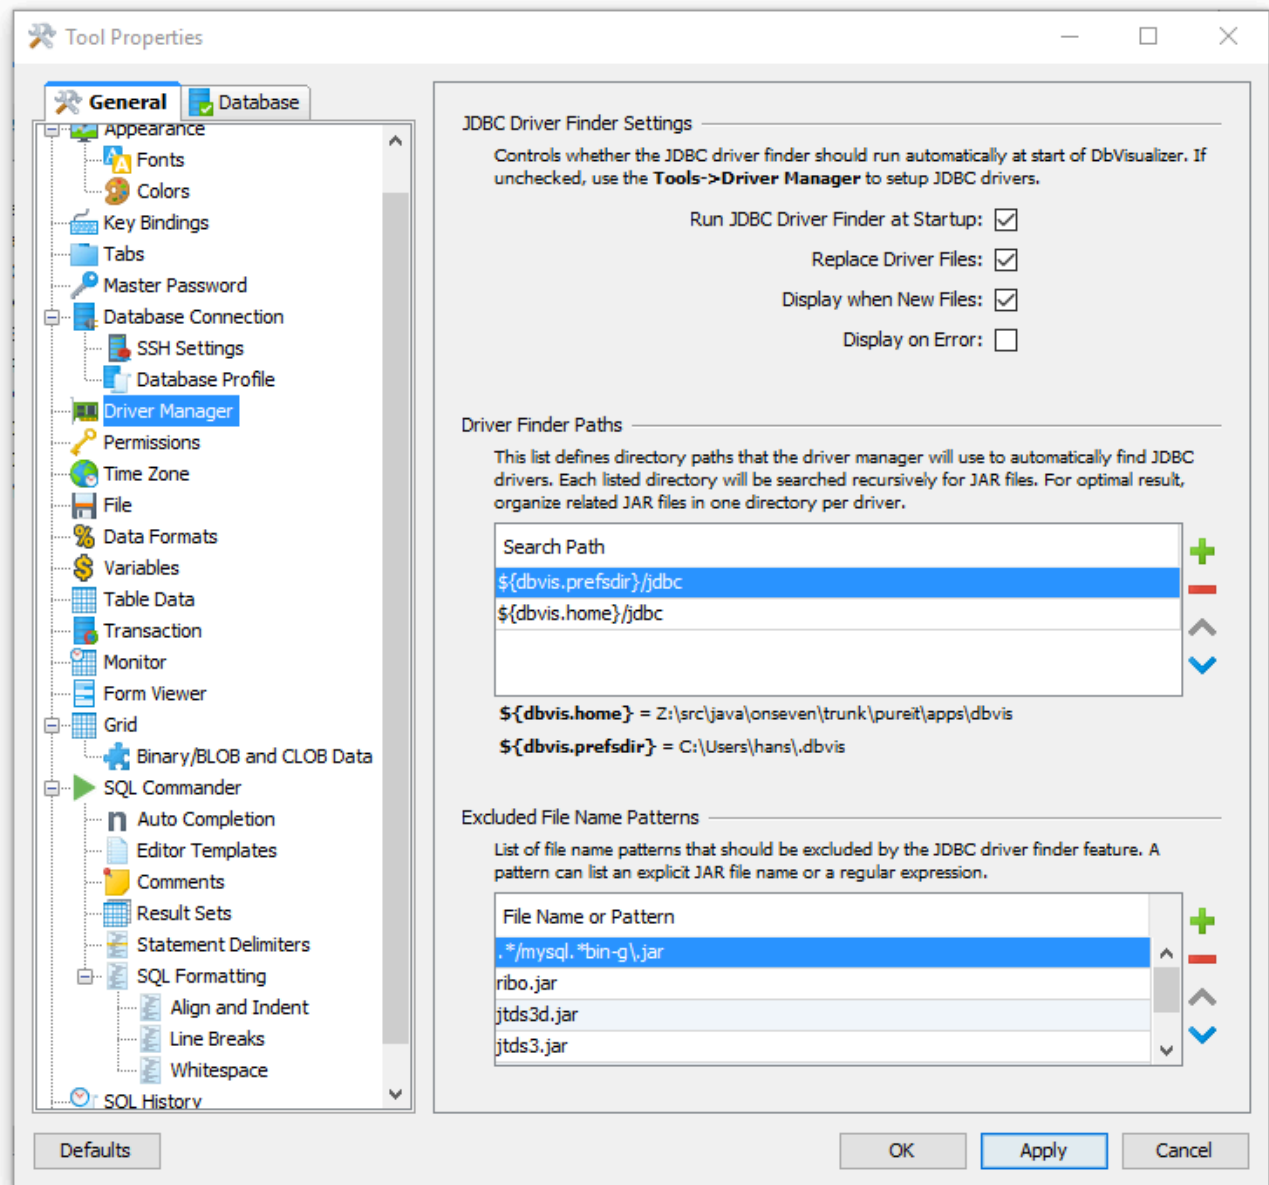 Tool Properties
General
Database
Appearance
Fonts
Colors
Key Bindings
Tabs
Master Password
Database Connection
SSH Settings
Database Profile
Driver Manager
Permissions
Time Zone
File
Data Formats
Variables
Table Data
Transaction
Monitor
Form Viewer
Grid
Binary/BLOB and CLOB Data
SQL Commander
Auto Completion
Editor Templates
Comments
Result Sets
Statement Delimiters
SQL Formatting
Align and Indent
Line Breaks
Whitespace
SQL History
JDBC Driver Finder Settings
Controls whether the JDBC driver finder should run automatically at start of DbVisualizer. If
unchecked, use the Tools->Driver Manager to setup JDBC drivers.
Run JDBC Driver Finder at Startup:
Replace Driver Files:
Display when New Files:
Display on Error:
Driver Finder Paths
This list defines directory paths that the driver manager will use to automatically find JDBC
drivers. Each listed directory will be searched recursively for JAR files. For optimal result,
organize related JAR files in one directory per driver.
Search Path
${dbvis.prefsdir}/jdbc
${dbvis.home}/jdbc
${dbvis.home} = Z:\src\java\onseven\trunk\pureit\apps\dbvis
${dbvis.prefsdir} = C:\Users\hans\.dbvis
Excluded File Name Patterns
List of file name patterns that should be excluded by the JDBC driver finder feature. A
pattern can list an explicit JAR file name or a regular expression.
File Name or Pattern
.*/mysql.*bin-g\.jar
ribo.jar
jtds3d.jar
jtds3.jar
Defaults
OK
Apply
Cancel